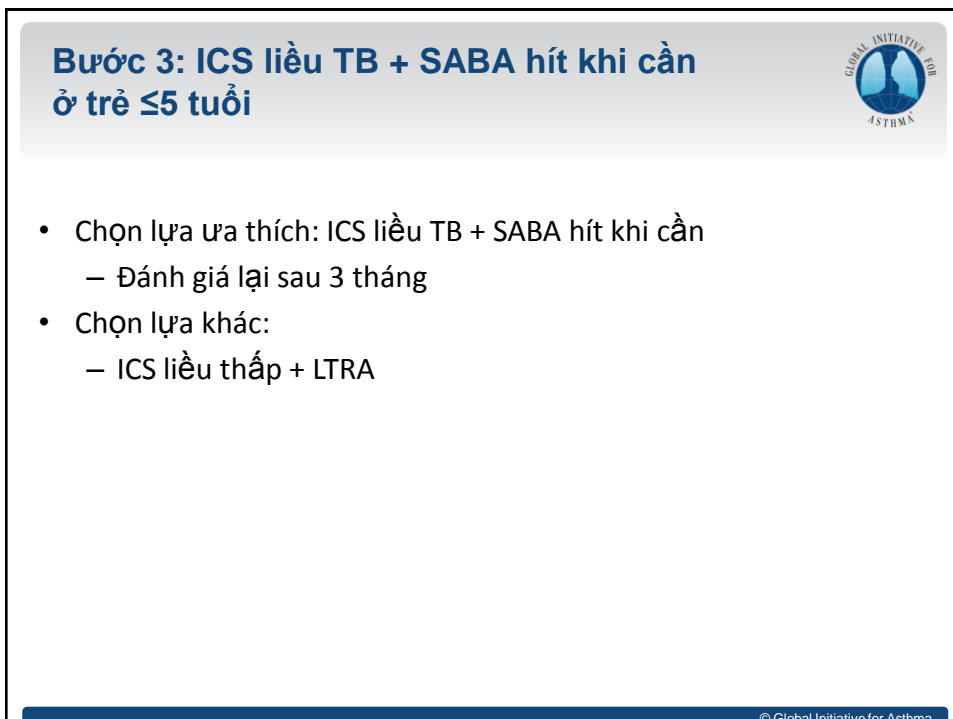 Bước 3: ICS liều TB + SABA hít khi cần
ở trẻ ≤5 tuổi
GLOBAL INITIATIVE FOR
ASTHMA
• Chọn lựa ưa thích: ICS liều TB + SABA hít khi cần
– Đánh giá lại sau 3 tháng
• Chọn lựa khác:
– ICS liều thấp + LTRA
© Global Initiative for Asthma